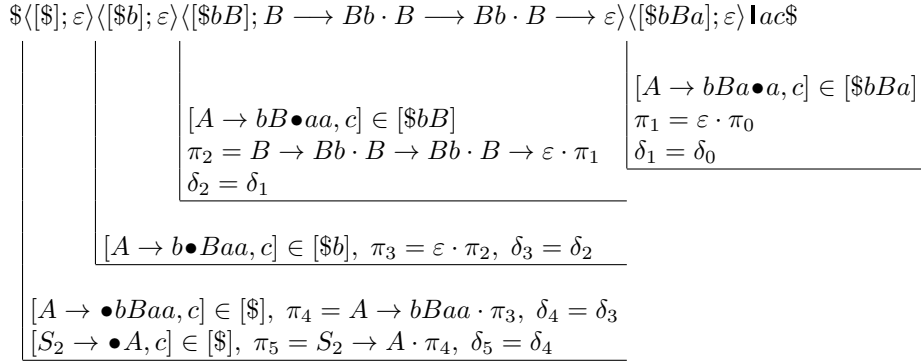 $⟨[$]; ε⟩⟨[$b]; ε⟩⟨[$bB]; B ⟶ Bb · B ⟶ Bb · B ⟶ ε⟩⟨[$bBa]; ε⟩❙ac$
[A → bBa•a, c] ∈ [$bBa]
π₁ = ε · π₀
δ₁ = δ₀
[A → bB•aa, c] ∈ [$bB]
π₂ = B → Bb · B → Bb · B → ε · π₁
δ₂ = δ₁
[A → b•Baa, c] ∈ [$b], π₃ = ε · π₂, δ₃ = δ₂
[A → •bBaa, c] ∈ [$], π₄ = A → bBaa · π₃, δ₄ = δ₃
[S₂ → •A, c] ∈ [$], π₅ = S₂ → A · π₄, δ₅ = δ₄